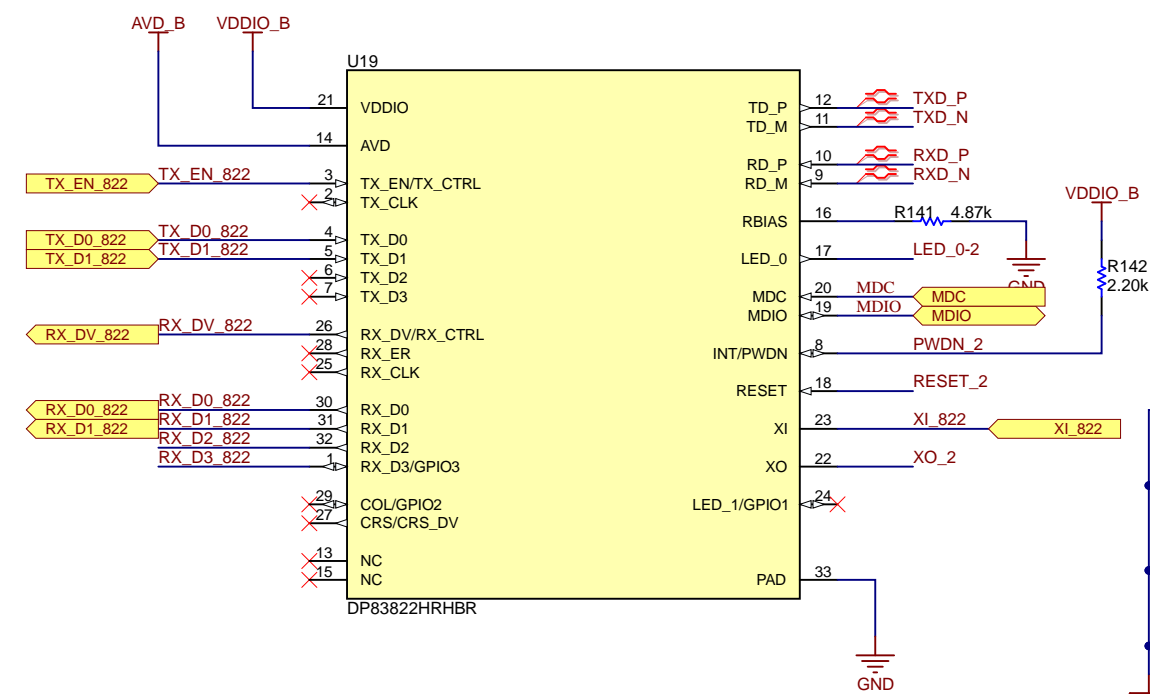 AVD_B VDDIO_B
U19
21 VDDIO
14 AVD
TX_EN_822 TX_EN_822 3 TX_EN/TX_CTRL
2 TX_CLK
TX_D0_822 TX_D0_822 4 TX_D0
TX_D1_822 TX_D1_822 5 TX_D1
6 TX_D2
7 TX_D3
RX_DV_822 RX_DV_822 26 RX_DV/RX_CTRL
28 RX_ER
25 RX_CLK
RX_D0_822 RX_D0_822 30 RX_D0
RX_D1_822 RX_D1_822 31 RX_D1
RX_D2_822 32 RX_D2
RX_D3_822 1 RX_D3/GPIO3
29 COL/GPIO2
27 CRS/CRS_DV
13 NC
15 NC
DP83822HRHBR
TD_P 12 TXD_P
TD_M 11 TXD_N
RD_P 10 RXD_P
RD_M 9 RXD_N
VDDIO_B
RBIAS 16 R141 4.87k
LED_0 17 LED_0-2
GND
R142
2.20k
MDC 20 MDC MDC
MDIO 19 MDIO MDIO
INT/PWDN 8 PWDN_2
RESET 18 RESET_2
XI 23 XI_822 XI_822
XO 22 XO_2
LED_1/GPIO1 24
PAD 33
GND